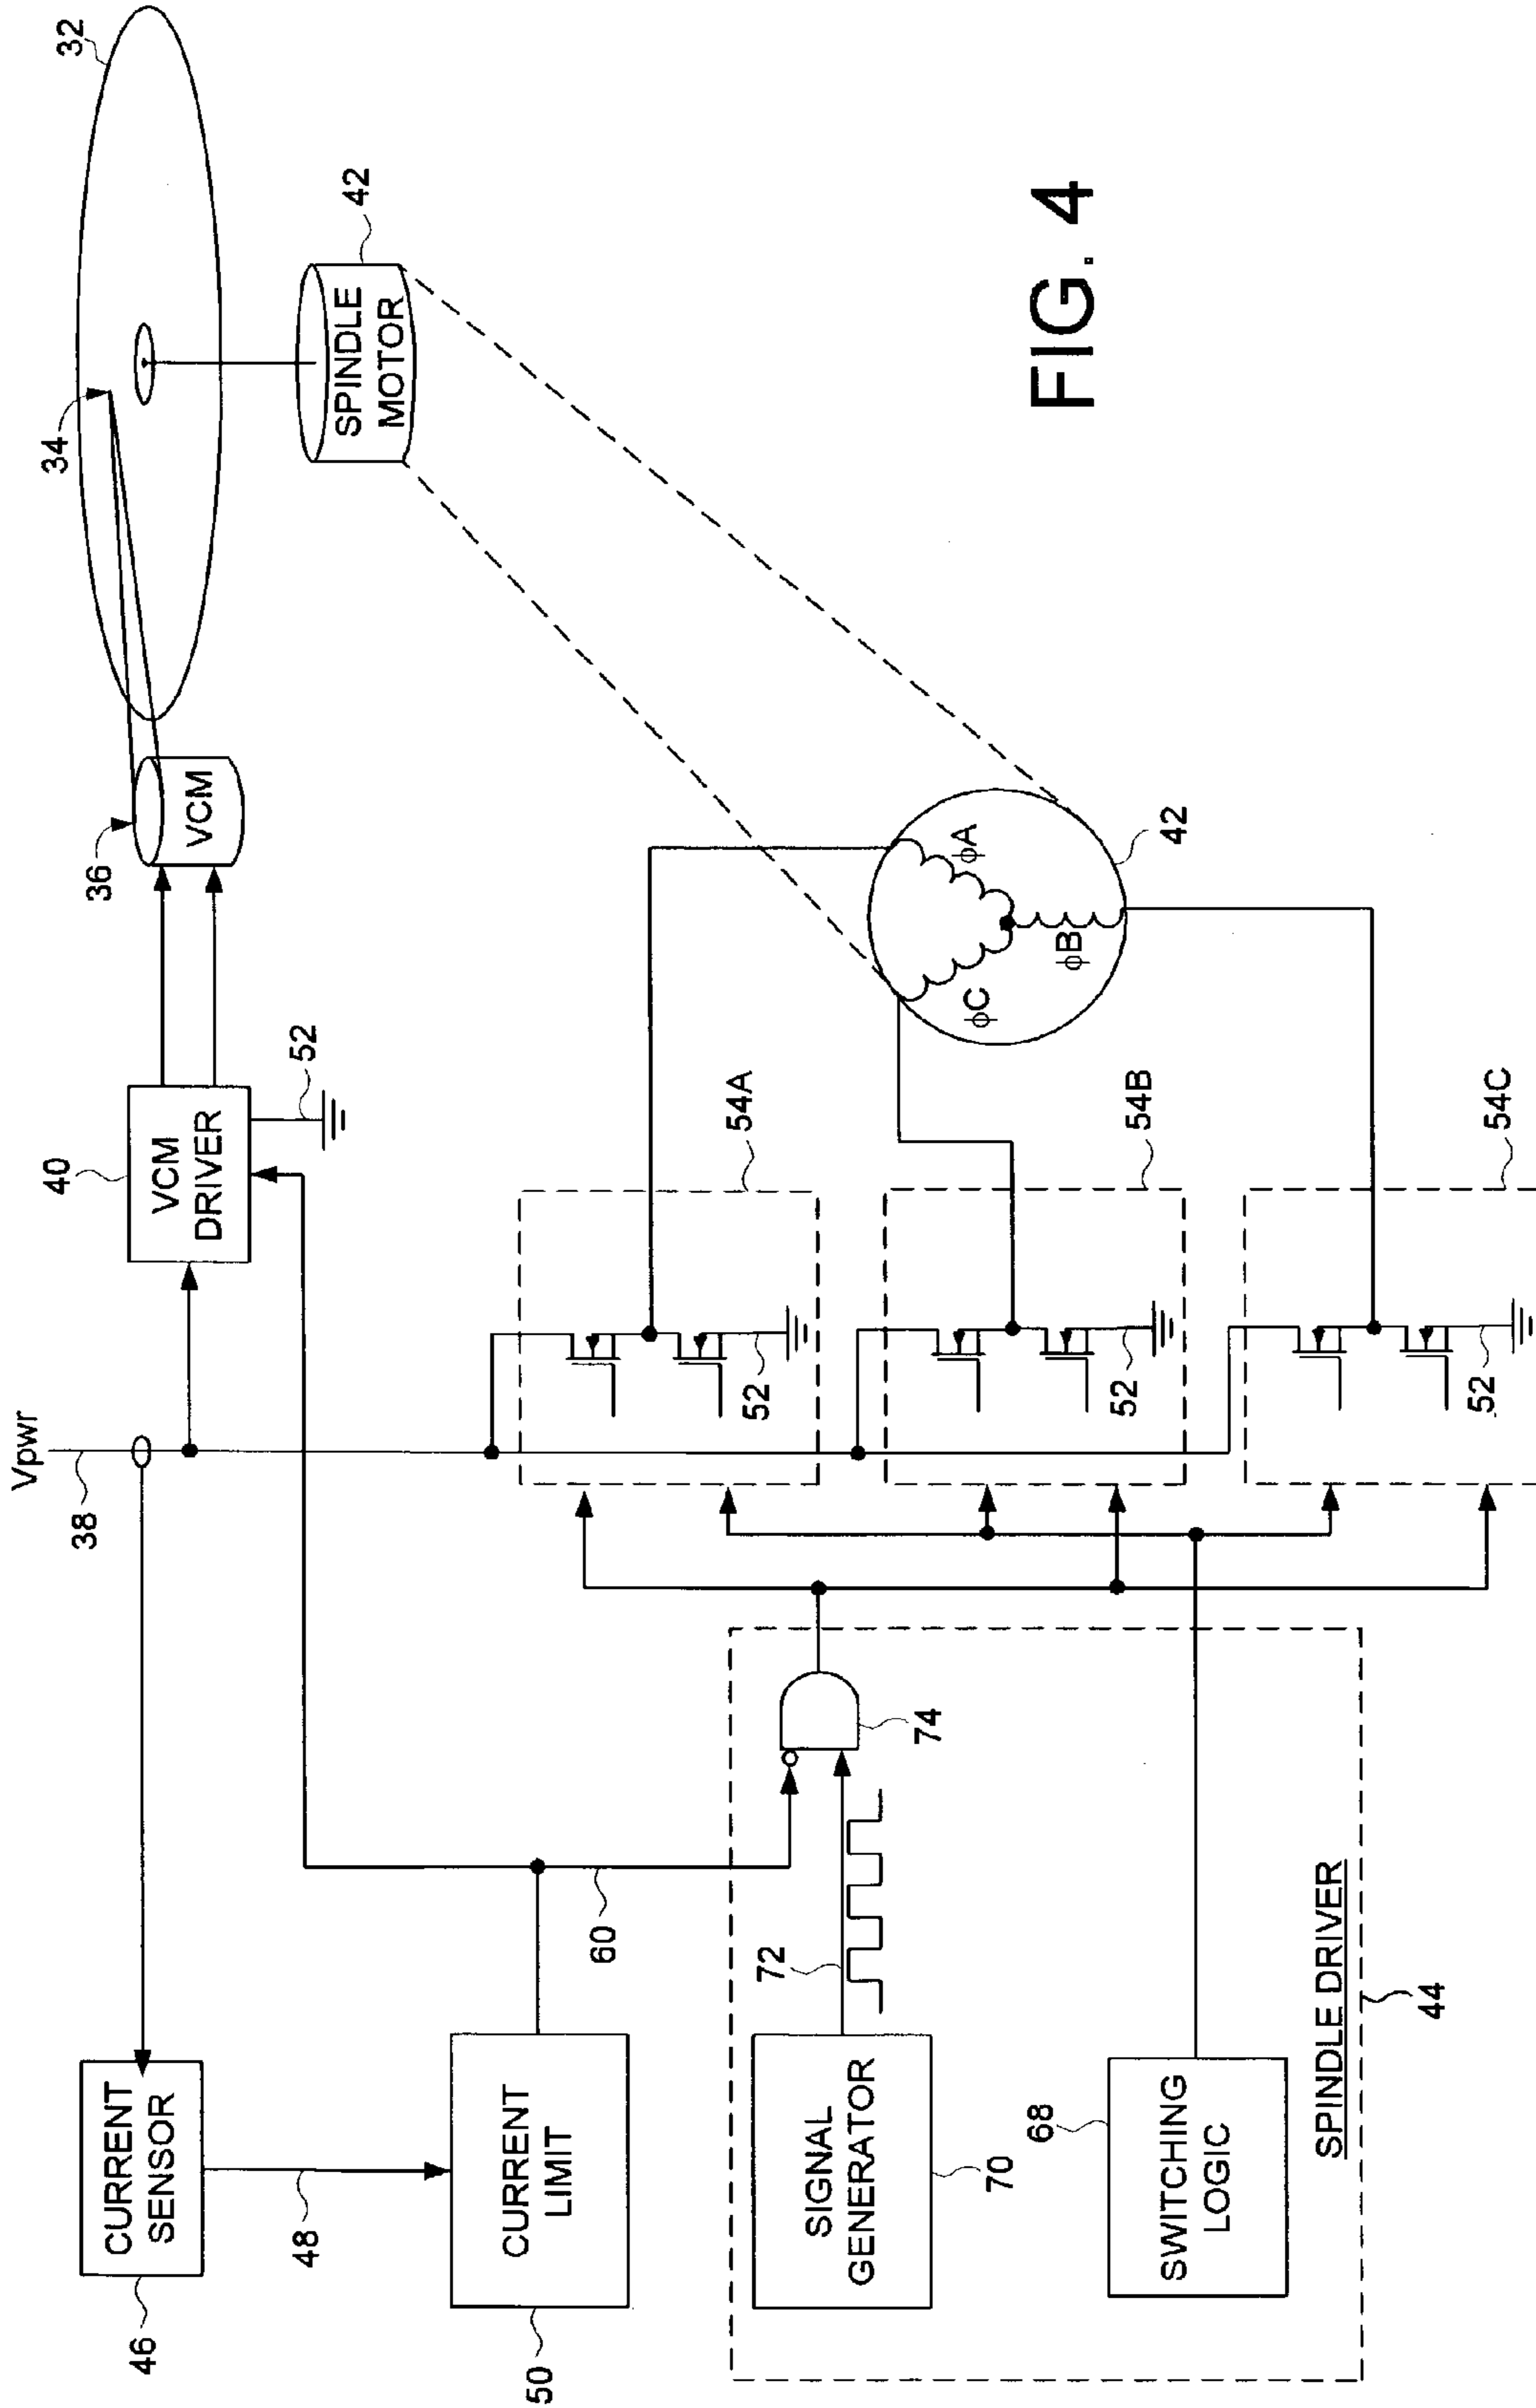 Vpwr
38
46
CURRENT
SENSOR
48
50
CURRENT
LIMIT
60
40
VCM
DRIVER
52
36
VCM
34
32
SPINDLE
MOTOR
42
70
SIGNAL
GENERATOR
72
74
68
SWITCHING
LOGIC
SPINDLE DRIVER
44
54A
52
54B
52
54C
52
ϕA
ϕB
ϕC
42
FIG. 4